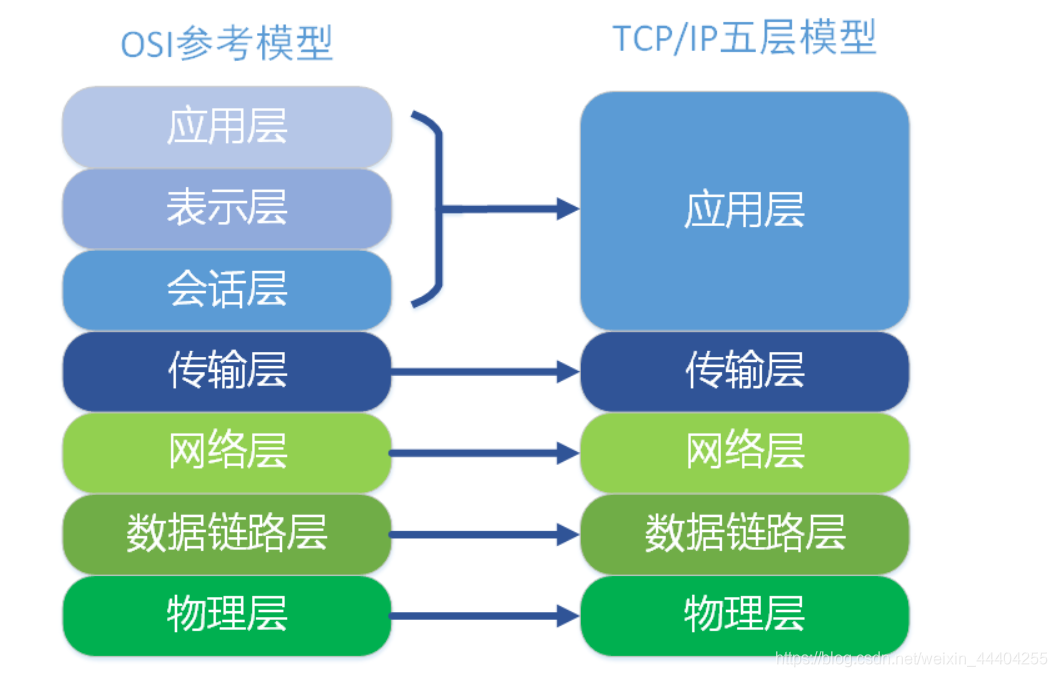 OSI参考模型
TCP/IP五层模型
应用层
表示层
会话层
传输层
网络层
数据链路层
物理层
应用层
传输层
网络层
数据链路层
物理层
https://blog.csdn.net/weixin_44404255